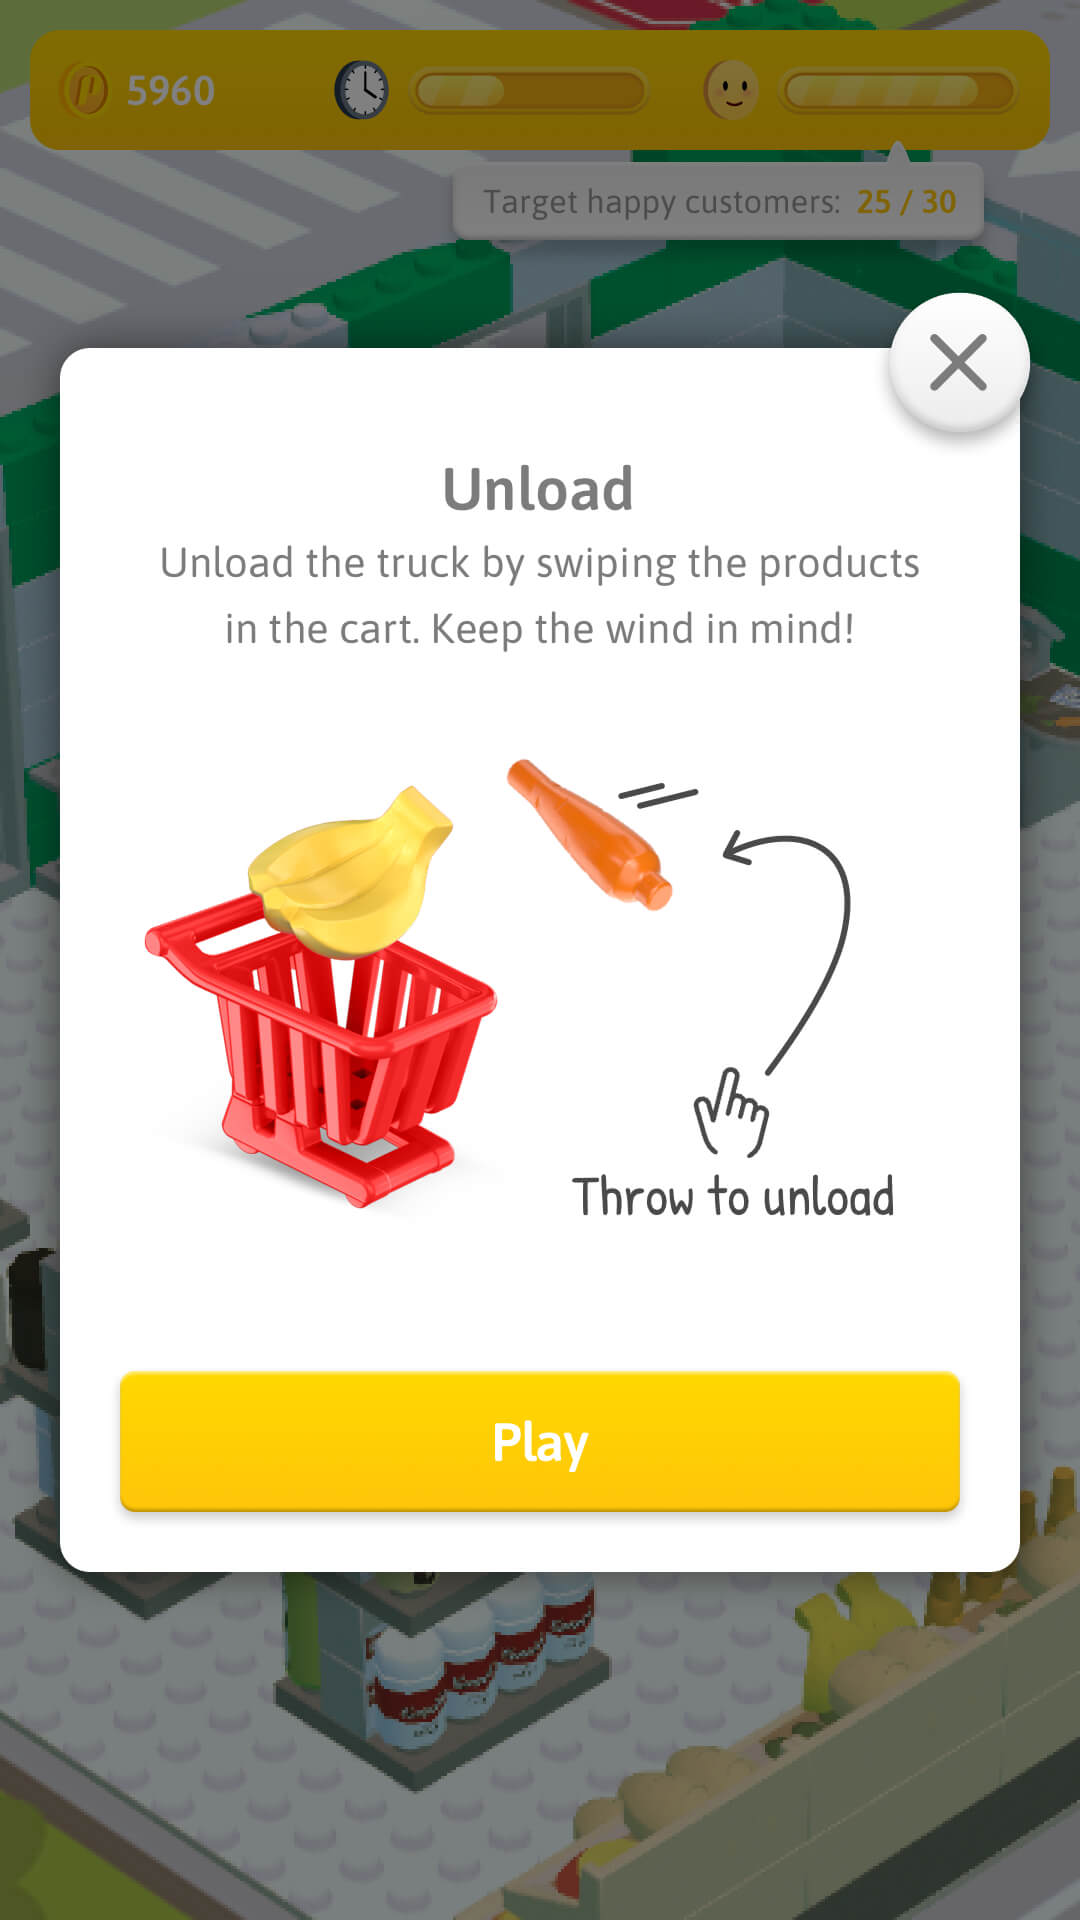 5960
Target happy customers: 25 / 30
Unload
Unload the truck by swiping the products
in the cart. Keep the wind in mind!
Throw to unload
Play